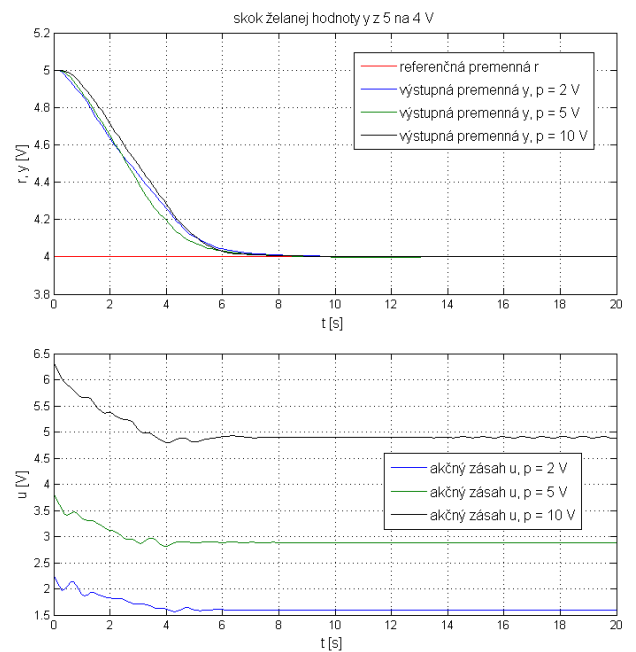 skok želanej hodnoty y z 5 na 4 V
5.2
5
4.8
4.6
4.4
4.2
4
3.8
r, y [V]
referenčná premenná r
výstupná premenná y, p = 2 V
výstupná premenná y, p = 5 V
výstupná premenná y, p = 10 V
0 2 4 6 8 10 12 14 16 18 20
t [s]
6.5
6
5.5
5
4.5
4
3.5
3
2.5
2
1.5
u [V]
akčný zásah u, p = 2 V
akčný zásah u, p = 5 V
akčný zásah u, p = 10 V
0 2 4 6 8 10 12 14 16 18 20
t [s]